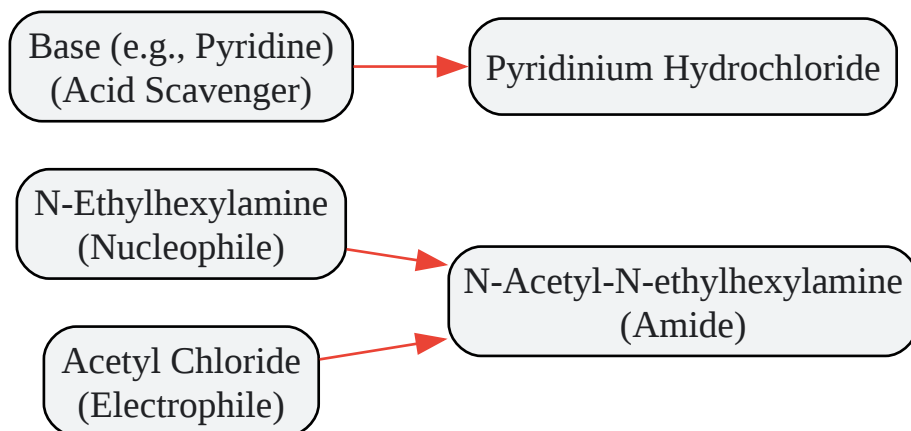 Base (e.g., Pyridine)
(Acid Scavenger)
Pyridinium Hydrochloride
N-Ethylhexylamine
(Nucleophile)
N-Acetyl-N-ethylhexylamine
(Amide)
Acetyl Chloride
(Electrophile)